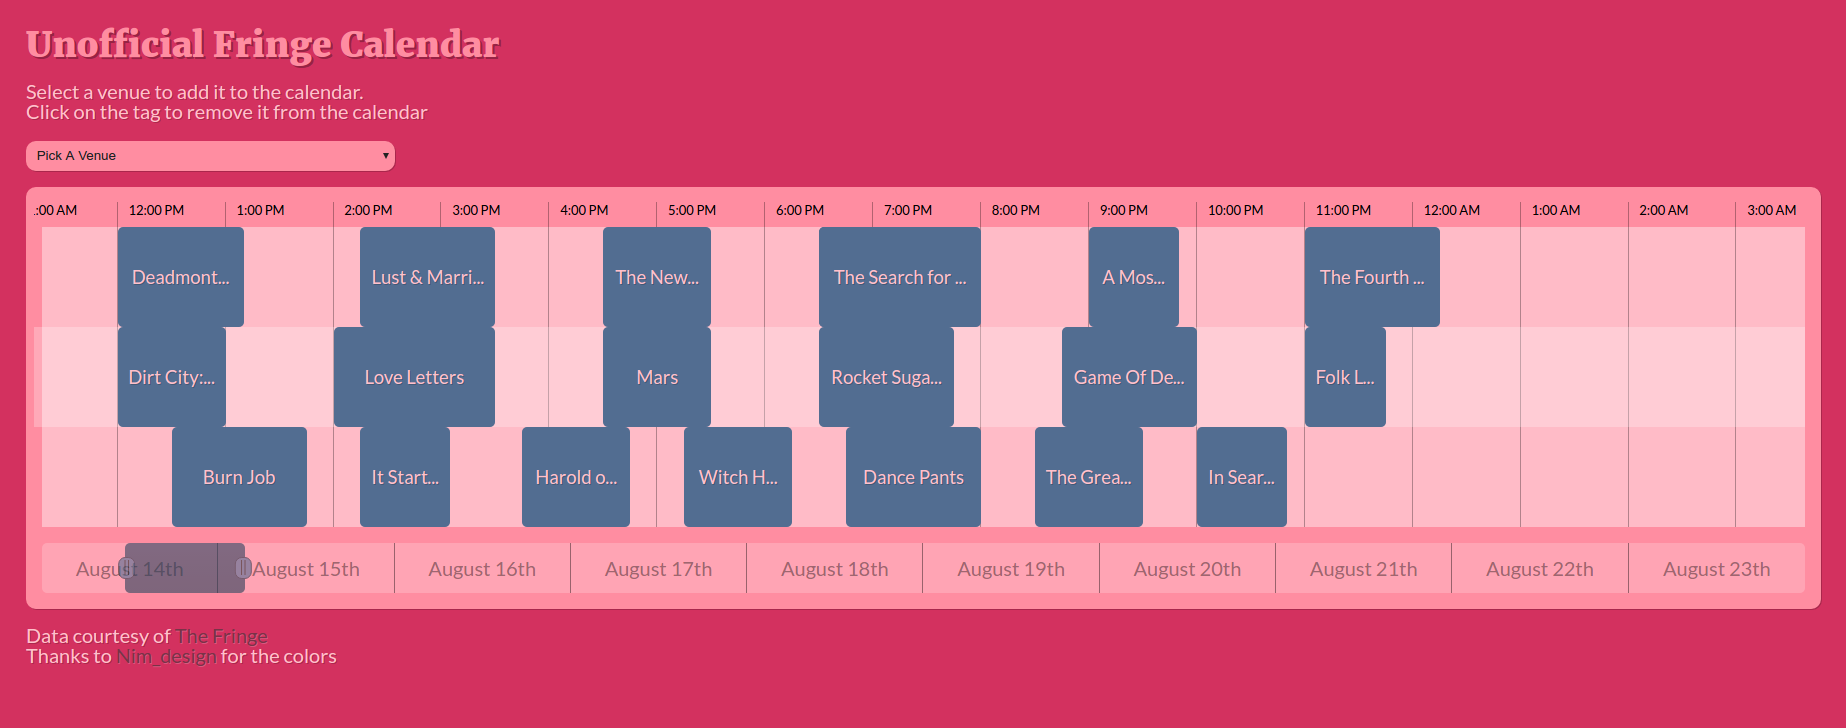 Unofficial Fringe Calendar
Select a venue to add it to the calendar.
Click on the tag to remove it from the calendar
Pick A Venue
:00 AM 12:00 PM 1:00 PM 2:00 PM 3:00 PM 4:00 PM 5:00 PM 6:00 PM 7:00 PM 8:00 PM 9:00 PM 10:00 PM 11:00 PM 12:00 AM 1:00 AM 2:00 AM 3:00 AM
Deadmont... Lust & Marri... The New... The Search for ... A Mos... The Fourth ...
Dirt City:... Love Letters Mars Rocket Suga... Game Of De... Folk L...
Burn Job It Start... Harold o... Witch H... Dance Pants The Grea... In Sear...
August 14th August 15th August 16th August 17th August 18th August 19th August 20th August 21th August 22th August 23th
Data courtesy of The Fringe
Thanks to Nim_design for the colors